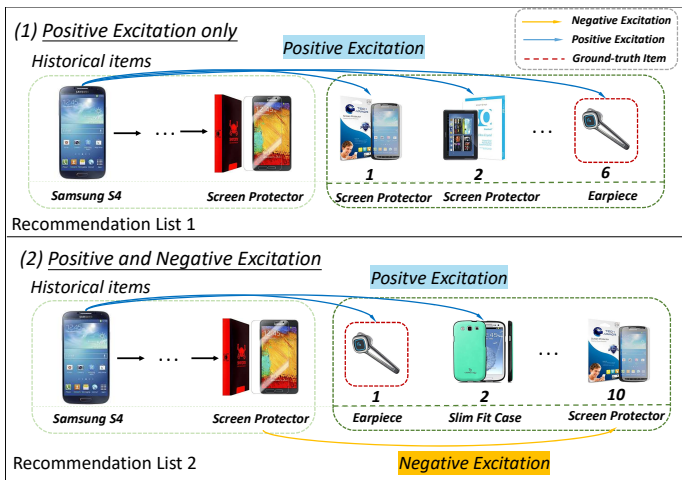 (1) Positive Excitation only
Negative Excitation
Positive Excitation
Ground-truth Item
Positive Excitation
Historical items
SAMSUNG
1
2
6
Samsung S4
Screen Protector
Screen Protector
Screen Protector
Earpiece
Recommendation List 1
(2) Positive and Negative Excitation
Positve Excitation
Historical items
1
2
10
Samsung S4
Screen Protector
Earpiece
Slim Fit Case
Screen Protector
Recommendation List 2
Negative Excitation